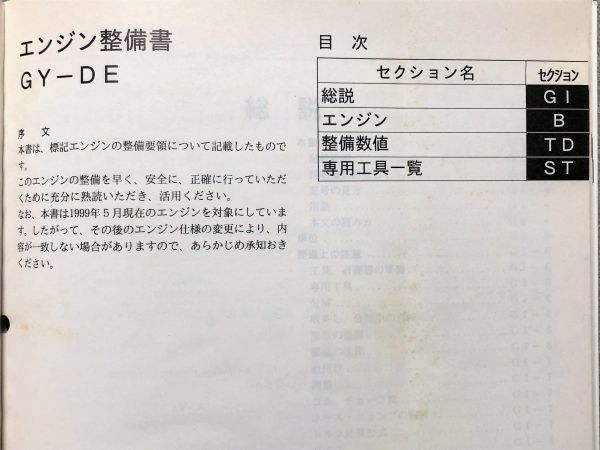 エンジン整備書
GY−DE
序　文
本書は、標記エンジンの整備要領について記載したもので
す。
このエンジンの整備を早く、安全に、正確に行っていただ
くために充分に熟読いただき、活用ください。
なお、本書は1999年5月現在のエンジンを対象にしていま
す。したがって、その後のエンジン仕様の変更により、内
容が一致しない場合がありますので、あらかじめ承知おき
ください。
目　次
セクション名 セクション
総説 GI
エンジン B
整備数値 TD
専用工具一覧 ST